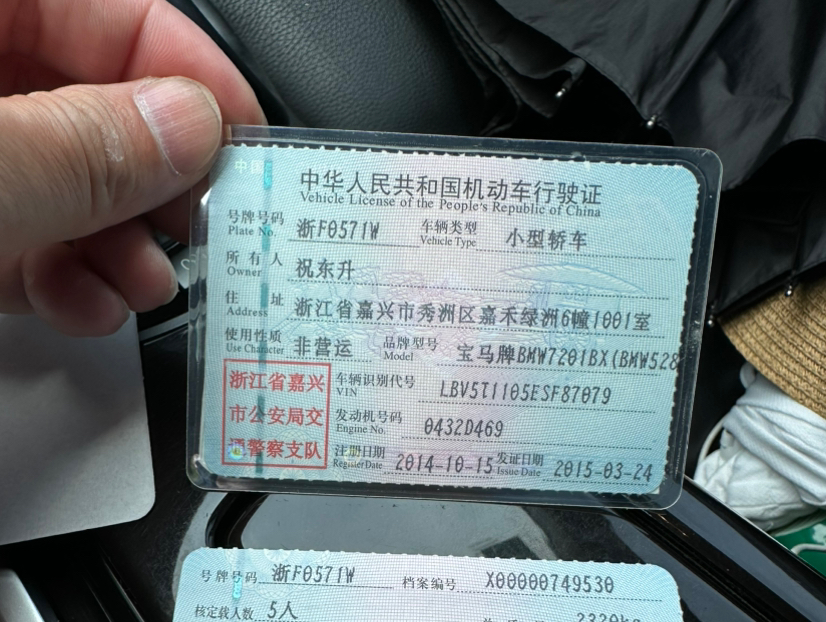 中国
中华人民共和国机动车行驶证
Vehicle License of the People's Republic of China
号牌号码 浙F0571W 车辆类型 小型轿车
Plate No. Vehicle Type
所有人 祝东升
Owner
住址 浙江省嘉兴市秀洲区嘉禾绿洲6幢1001室
Address
使用性质 非营运 品牌型号 宝马牌BMW7201BX(BMW528
Use Character Model
浙江省嘉兴
市公安局交
通警察支队
车辆识别代号 LBV5T1105ESF87079
VIN
发动机号码 0432D469
Engine No.
注册日期 2014-10-15 发证日期 2015-03-24
Register Date Issue Date
号牌号码 浙F0571W 档案编号 X00000749530
核定载人数 5人